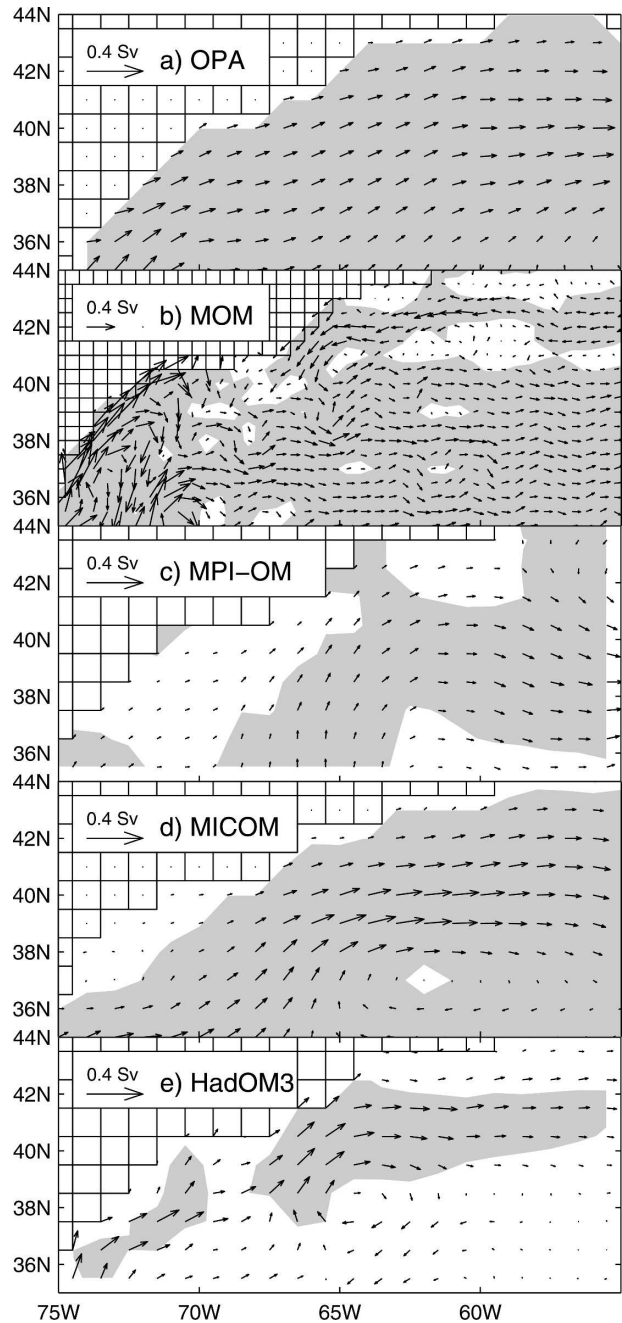 44N
0.4 Sv
a) OPA
42N
40N
38N
36N
44N
0.4 Sv
b) MOM
42N
40N
38N
36N
44N
0.4 Sv
c) MPI-OM
42N
40N
38N
36N
44N
0.4 Sv
d) MICOM
42N
40N
38N
36N
44N
0.4 Sv
e) HadOM3
42N
40N
38N
36N
75W 70W 65W 60W